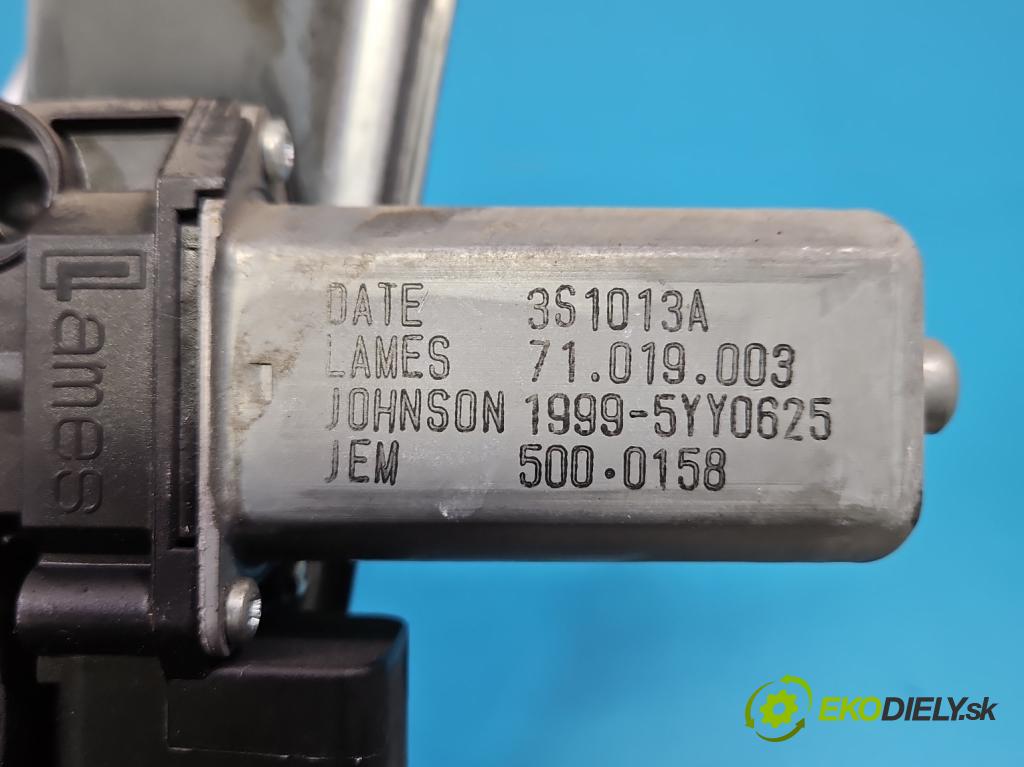 Lames
DATE 3S1013A
LAMES 71.019.003
JOHNSON 1999-5YY0625
JEM 500·0158
EKODIELY.sk